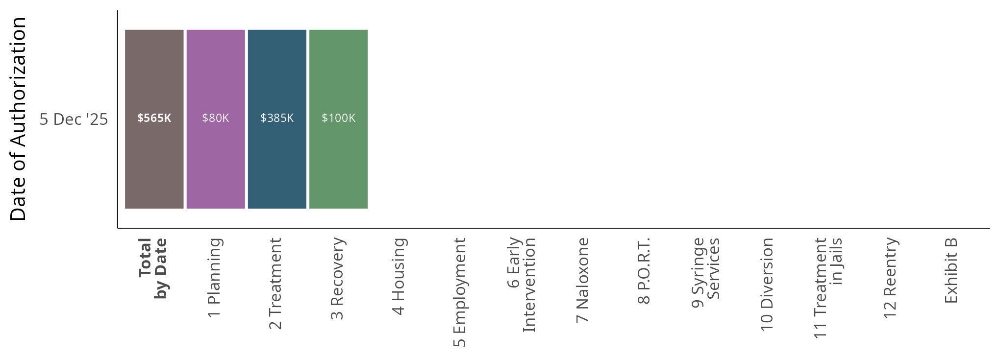 Date of Authorization
5 Dec '25
$565K
$80K
$385K
$100K
Total
by Date
1 Planning
2 Treatment
3 Recovery
4 Housing
5 Employment
6 Early
Intervention
7 Naloxone
8 P.O.R.T.
9 Syringe
Services
10 Diversion
11 Treatment
in Jails
12 Reentry
Exhibit B